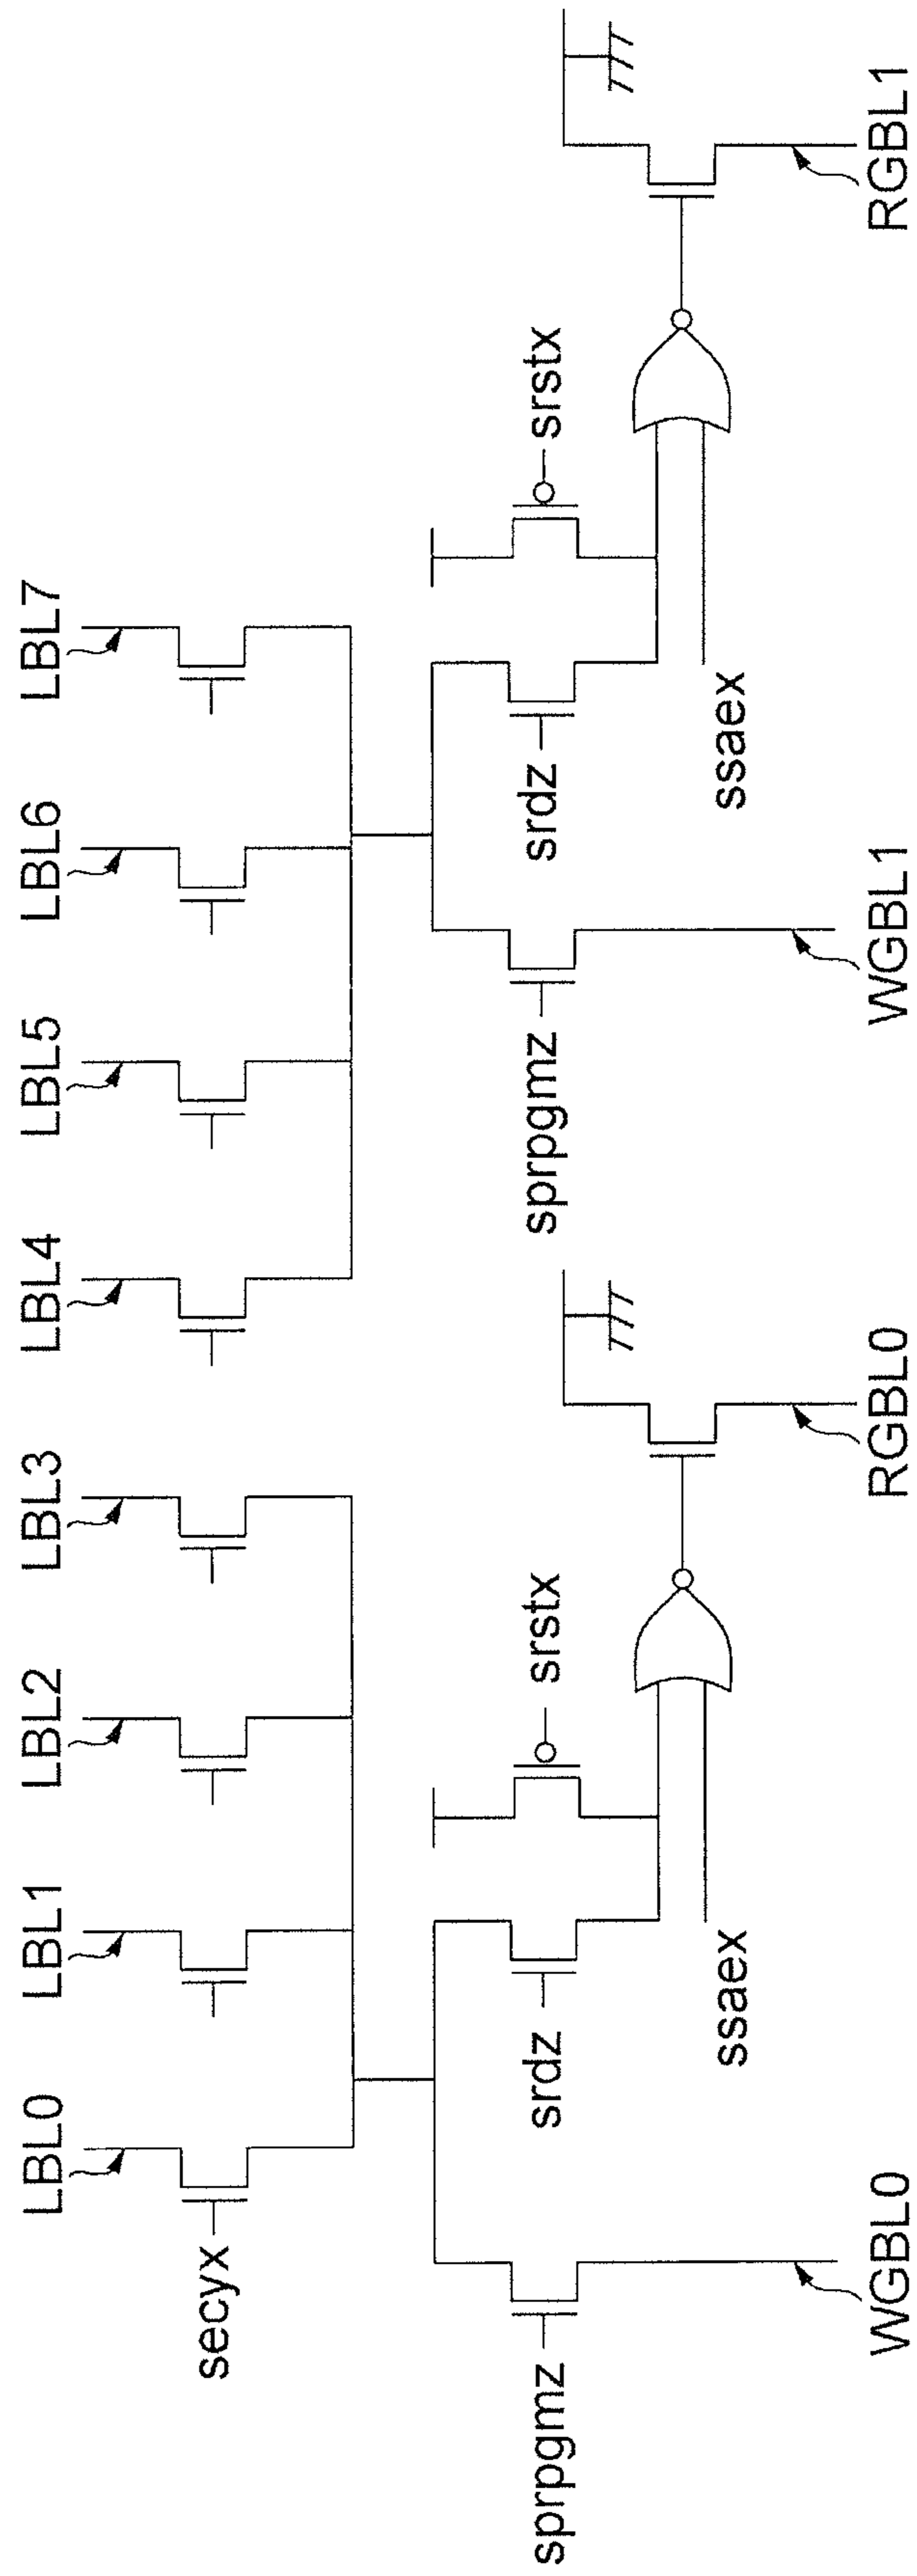 LBL0
LBL1
LBL2
LBL3
LBL4
LBL5
LBL6
LBL7
secyx
sprpgmz
srdz
srstx
sprpgmz
srdz
srstx
ssaex
ssaex
WGBL0
RGBL0
WGBL1
RGBL1